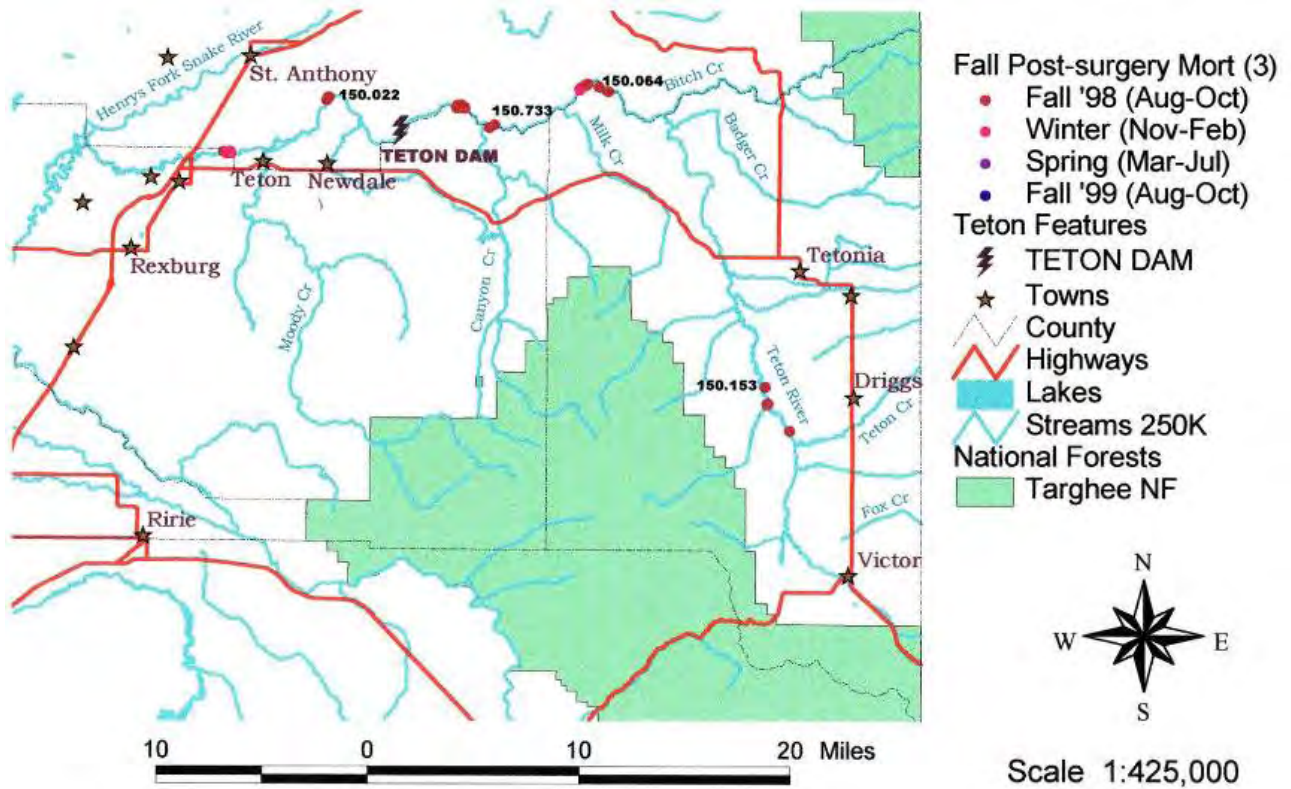 Henrys Fork Snake River
St. Anthony
150.022
150.064
Bitch Cr
150.733
TETON DAM
Milk Cr
Badger Cr
Teton
Newdale
Rexburg
Moody Cr
Canyon Cr
Tetonia
150.153
Teton River
Driggs
Teton Cr
Fox Cr
Ririe
Victor
10 0 10 20 Miles
Fall Post-surgery Mort (3)
Fall '98 (Aug-Oct)
Winter (Nov-Feb)
Spring (Mar-Jul)
Fall '99 (Aug-Oct)
Teton Features
TETON DAM
Towns
County
Highways
Lakes
Streams 250K
National Forests
Targhee NF
N
W E
S
Scale 1:425,000